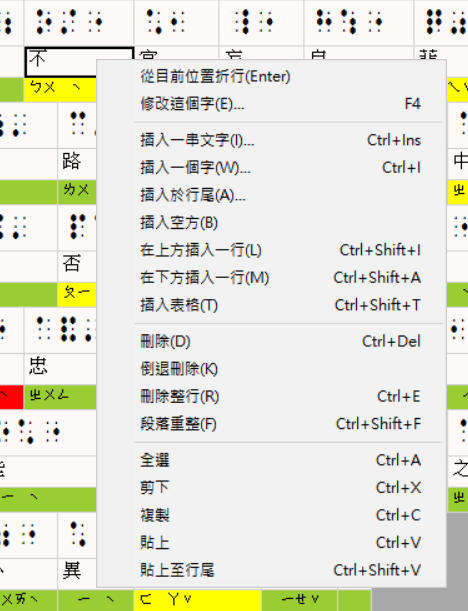 不
ㄅㄨ ㄟˋ
從目前位置折行(Enter)
修改這個字(E)... F4
插入一串文字(I)... Ctrl+Ins
插入一個字(W)... Ctrl+I
插入於行尾(A)...
插入空方(B)
在上方插入一行(L) Ctrl+Shift+I
在下方插入一行(M) Ctrl+Shift+A
插入表格(T) Ctrl+Shift+T
刪除(D) Ctrl+Del
倒退刪除(K)
刪除整行(R) Ctrl+E
段落重整(F) Ctrl+Shift+F
全選 Ctrl+A
剪下 Ctrl+X
複製 Ctrl+C
貼上 Ctrl+V
貼上至行尾 Ctrl+Shift+V
路
中
ㄌㄨ
ㄓ
否
ㄆㄧ
忠
ㄓㄨㄥ
之
ㄓ
異
ㄧ ˋ
ㄈ ㄚˇ
ㄧㄝˇ